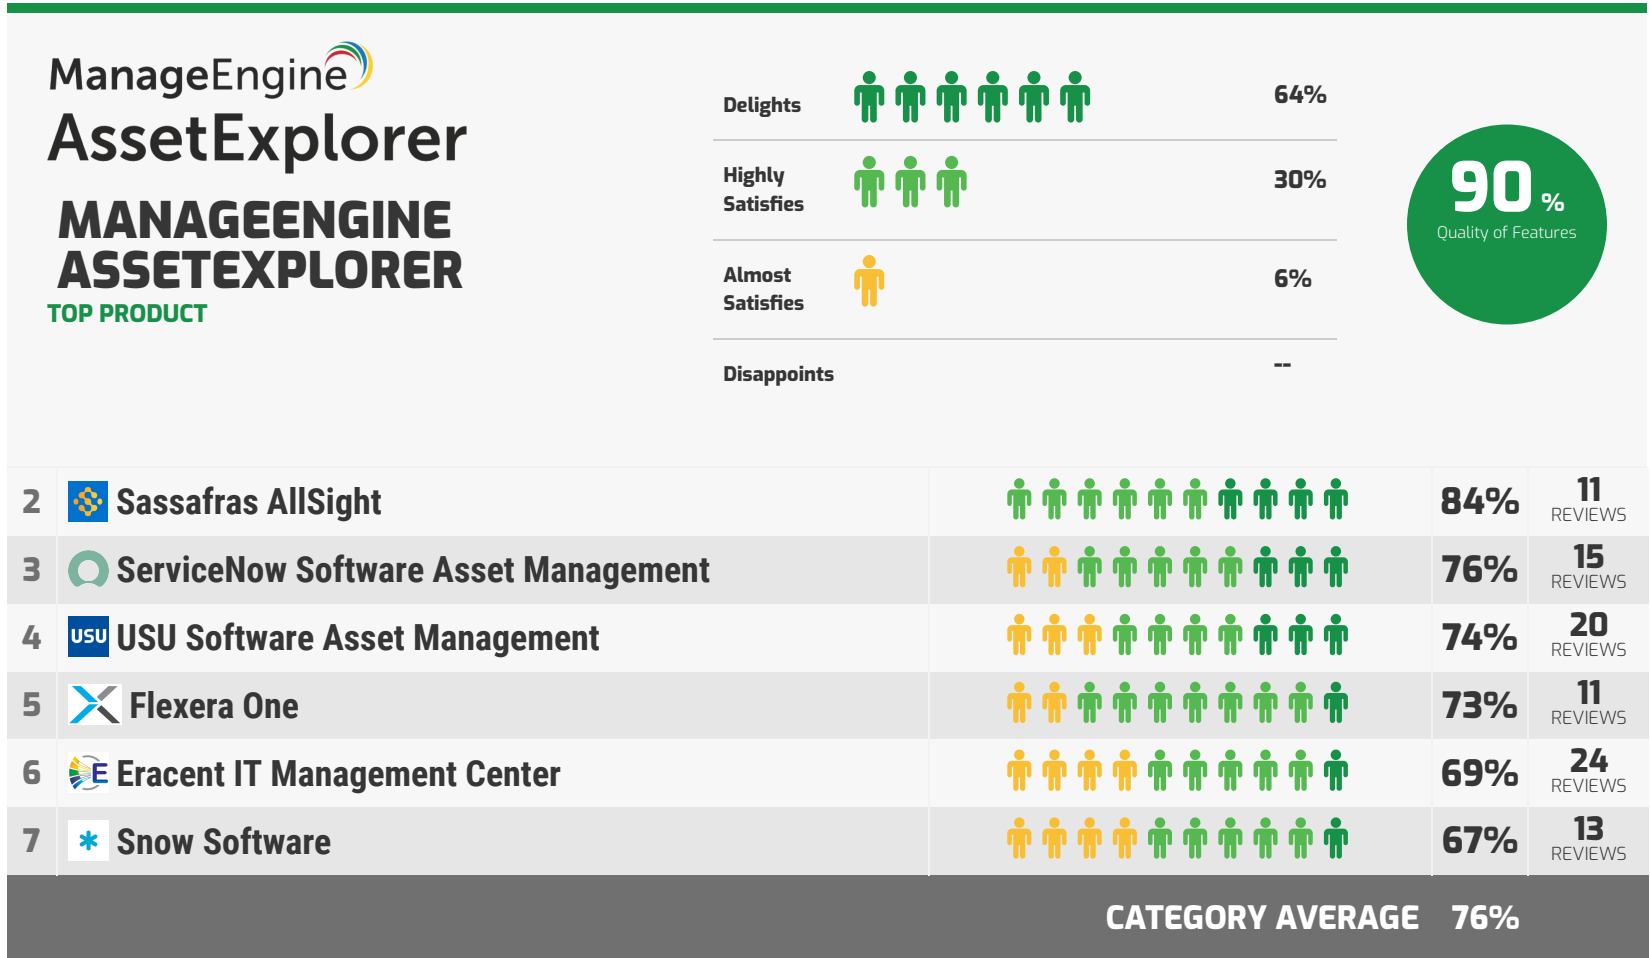 ManageEngine
AssetExplorer
MANAGEENGINE
ASSETEXPLORER
TOP PRODUCT
Delights 64%
Highly
Satisfies 30%
Almost
Satisfies 6%
Disappoints --
90 %
Quality of Features
2 Sassafras AllSight 84% 11 REVIEWS
3 ServiceNow Software Asset Management 76% 15 REVIEWS
4 USU USU Software Asset Management 74% 20 REVIEWS
5 Flexera One 73% 11 REVIEWS
6 E Eracent IT Management Center 69% 24 REVIEWS
7 Snow Software 67% 13 REVIEWS
CATEGORY AVERAGE 76%